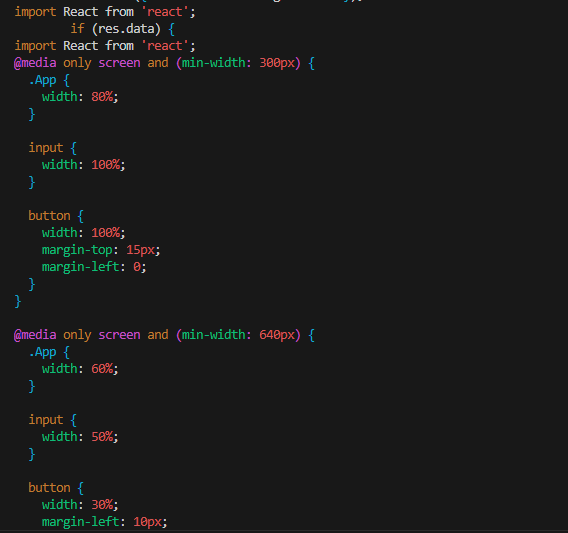 import React from 'react';
if (res.data) {
import React from 'react';
@media only screen and (min-width: 300px) {
.App {
width: 80%;
}
input {
width: 100%;
}
button {
width: 100%;
margin-top: 15px;
margin-left: 0;
}
}
@media only screen and (min-width: 640px) {
.App {
width: 60%;
}
input {
width: 50%;
}
button {
width: 30%;
margin-left: 10px;